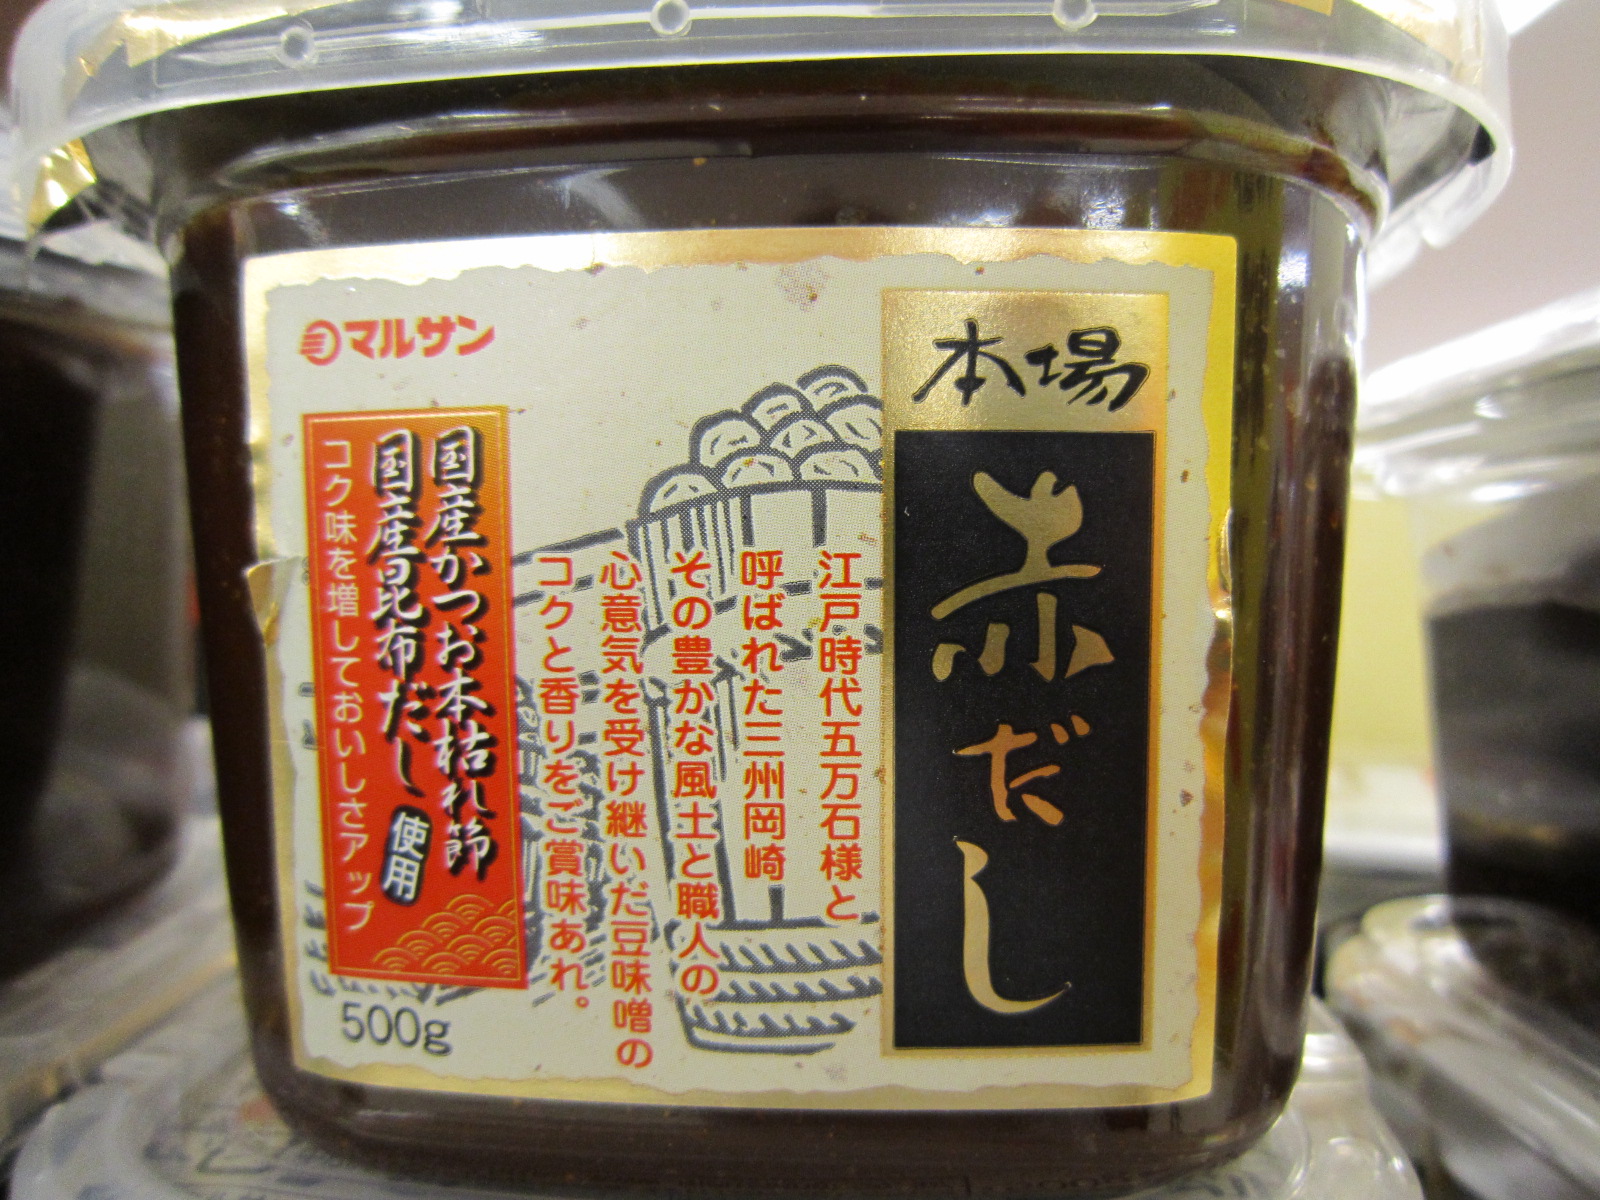 マルサン
本場
赤だし
江戸時代五万石様と
呼ばれた三州岡崎
その豊かな風土と職人の
心意気を受け継いだ豆味噌の
コクと香りをご賞味あれ。
国産かつお本枯れ節
国産昆布だし使用
コク味を増しておいしさアップ
500g